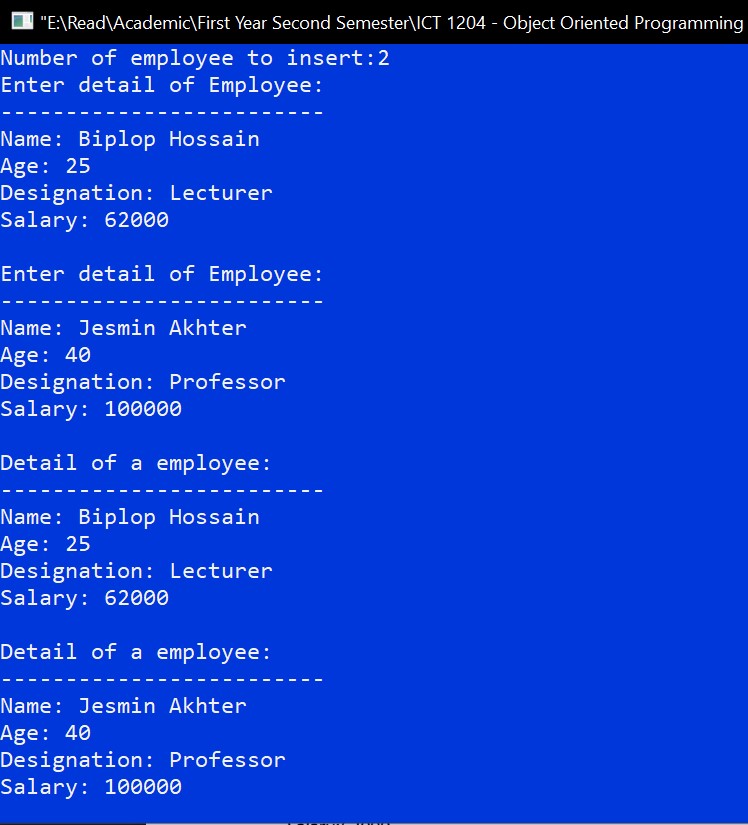 "E:\Read\Academic\First Year Second Semester\ICT 1204 - Object Oriented Programming
Number of employee to insert:2
Enter detail of Employee:
-------------------------
Name: Biplop Hossain
Age: 25
Designation: Lecturer
Salary: 62000
Enter detail of Employee:
-------------------------
Name: Jesmin Akhter
Age: 40
Designation: Professor
Salary: 100000
Detail of a employee:
-------------------------
Name: Biplop Hossain
Age: 25
Designation: Lecturer
Salary: 62000
Detail of a employee:
-------------------------
Name: Jesmin Akhter
Age: 40
Designation: Professor
Salary: 100000